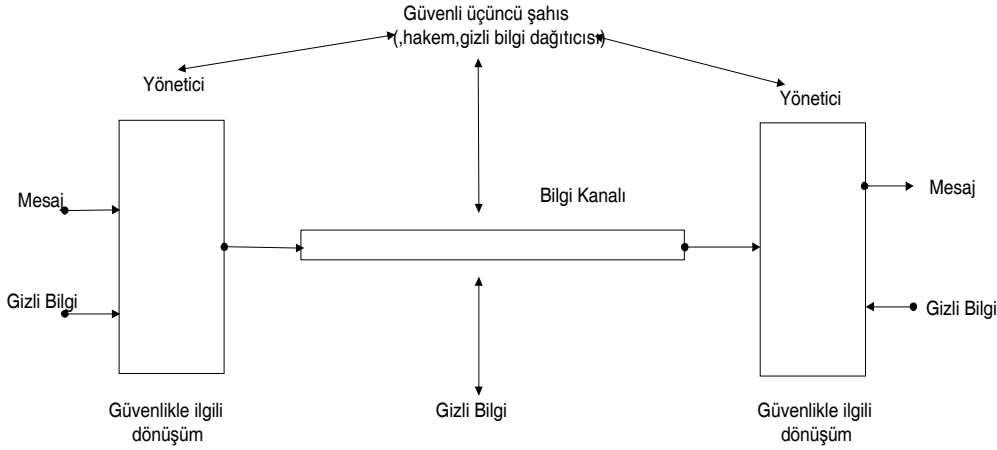 Güvenli üçüncü şahıs
(,hakem,gizli bilgi dağıtıcısı)
Yönetici
Yönetici
Mesaj
Bilgi Kanalı
Mesaj
Gizli Bilgi
Gizli Bilgi
Güvenlikle ilgili
dönüşüm
Gizli Bilgi
Güvenlikle ilgili
dönüşüm